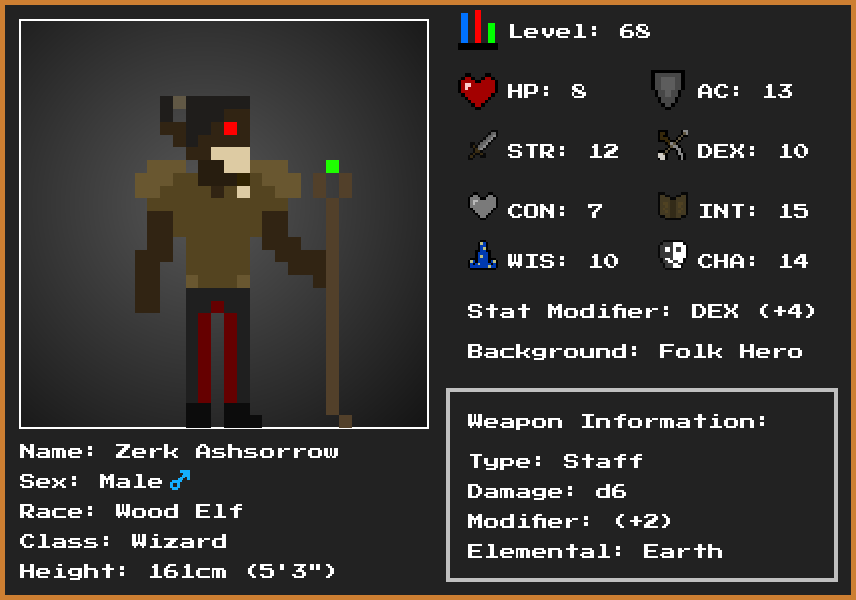 Level: 68
HP: 8
AC: 13
STR: 12
DEX: 10
CON: 7
INT: 15
WIS: 10
CHA: 14
Stat Modifier: DEX (+4)
Background: Folk Hero
Weapon Information:
Type: Staff
Damage: d6
Modifier: (+2)
Elemental: Earth
Name: Zerk Ashsorrow
Sex: Male♂
Race: Wood Elf
Class: Wizard
Height: 161cm (5'3")